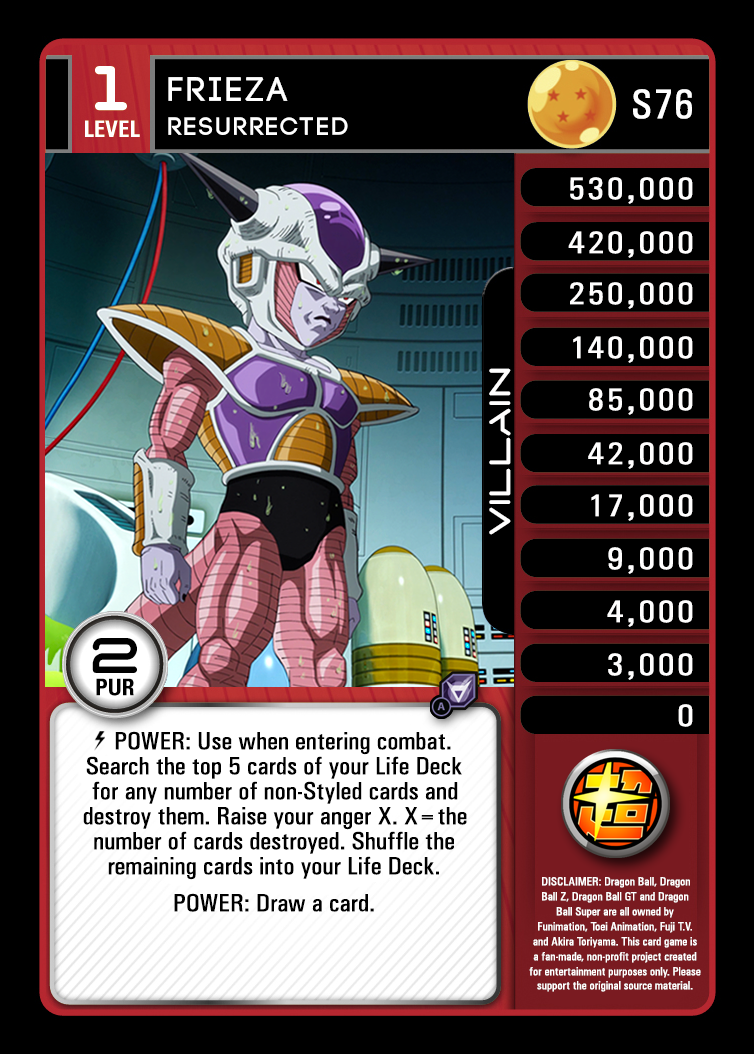 1
LEVEL
FRIEZA
RESURRECTED
S76
530,000
420,000
250,000
140,000
85,000
42,000
17,000
9,000
4,000
3,000
0
VILLAIN
2
PUR
A
POWER: Use when entering combat.
Search the top 5 cards of your Life Deck
for any number of non-Styled cards and
destroy them. Raise your anger X. X=the
number of cards destroyed. Shuffle the
remaining cards into your Life Deck.
POWER: Draw a card.
超
DISCLAIMER: Dragon Ball, Dragon
Ball Z, Dragon Ball GT and Dragon
Ball Super are all owned by
Funimation, Toei Animation, Fuji T.V.
and Akira Toriyama. This card game is
a fan-made, non-profit project created
for entertainment purposes only. Please
support the original source material.